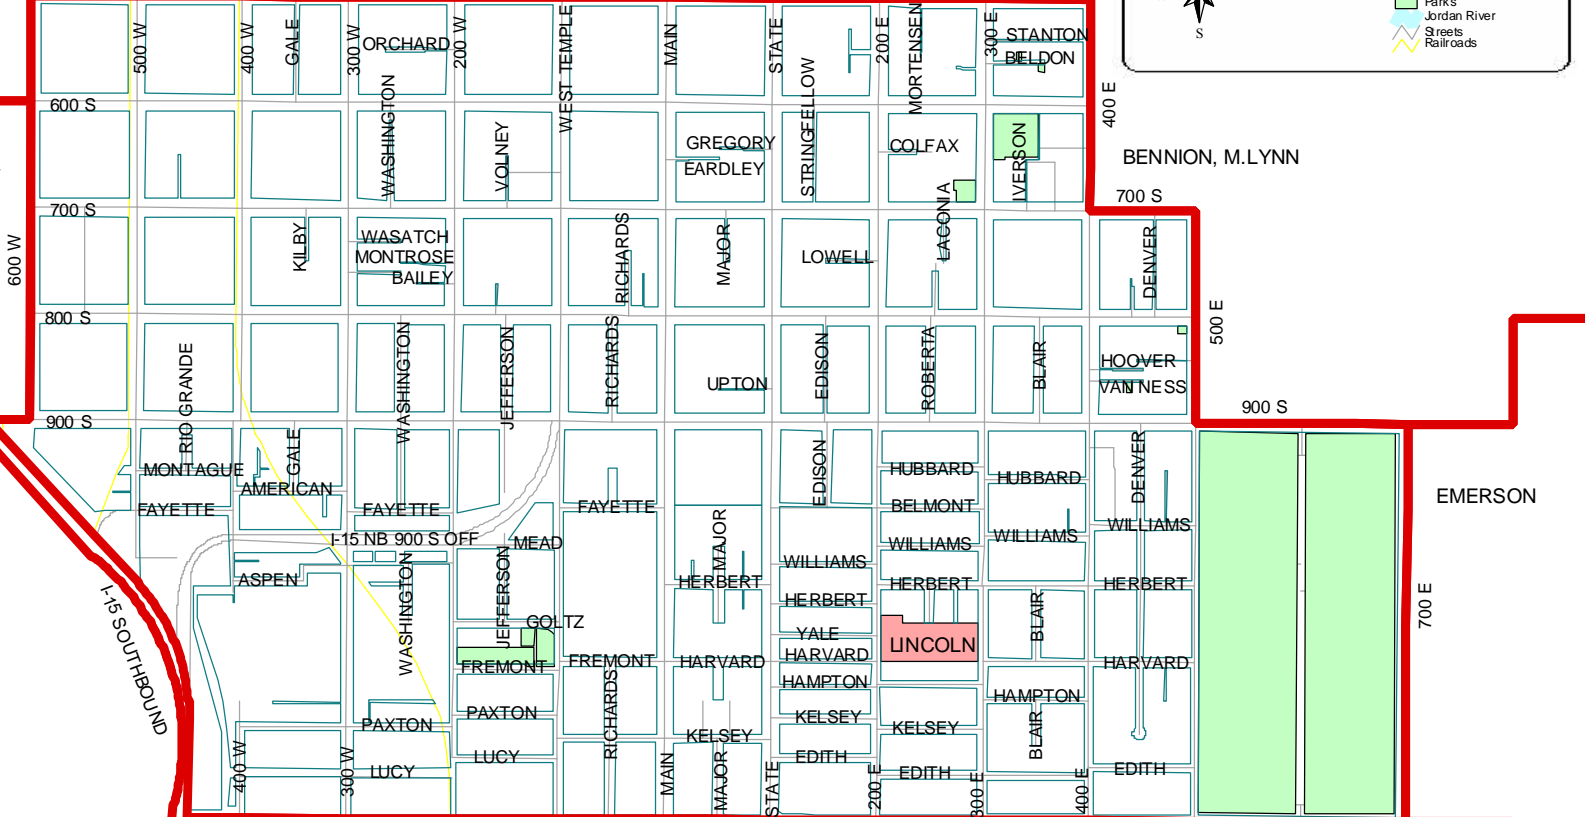 Parks
Jordan River
Streets
Railroads
S
500 W
400 W
GALE
300 W
ORCHARD
200 W
WEST TEMPLE
MAIN
STATE
200 E
MORTENSEN
300 E
STANTON
BELDON
600 S
WASHINGTON
STRINGFELLOW
400 E
VOLNEY
GREGORY
EARDLEY
COLFAX
IVERSON
BENNION, M.LYNN
700 S
LACONIA
700 S
600 W
KILBY
WASATCH
MONTROSE
BAILEY
RICHARDS
MAJOR
LOWELL
DENVER
500 E
800 S
RIO GRANDE
WASHINGTON
JEFFERSON
RICHARDS
UPTON
EDISON
ROBERTA
BLAIR
HOOVER
VAN NESS
900 S
900 S
GALE
MONTAGUE
AMERICAN
FAYETTE
FAYETTE
FAYETTE
EDISON
HUBBARD
HUBBARD
DENVER
BELMONT
EMERSON
I-15 NB 900 S OFF
MEAD
MAJOR
WILLIAMS
WILLIAMS
WILLIAMS
WILLIAMS
ASPEN
WASHINGTON
JEFFERSON
HERBERT
HERBERT
HERBERT
HERBERT
BLAIR
700 E
I-15 SOUTHBOUND
GOLTZ
YALE
LINCOLN
FREMONT
FREMONT
HARVARD
HARVARD
HARVARD
HAMPTON
HAMPTON
RICHARDS
PAXTON
PAXTON
KELSEY
KELSEY
KELSEY
BLAIR
400 W
300 W
LUCY
LUCY
MAIN
MAJOR
STATE
EDITH
200 E
EDITH
300 E
400 E
EDITH